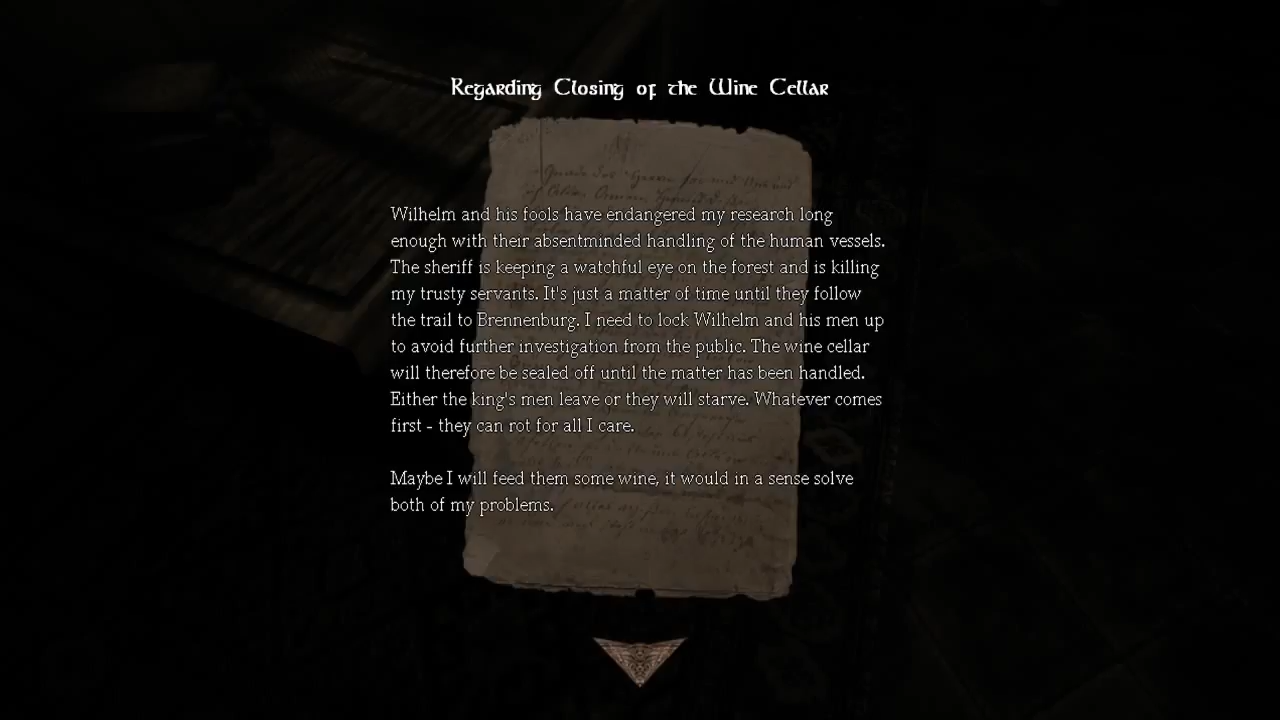 Regarding Closing of the Wine Cellar
Wilhelm and his fools have endangered my research long
enough with their absentminded handling of the human vessels.
The sheriff is keeping a watchful eye on the forest and is killing
my trusty servants. It's just a matter of time until they follow
the trail to Brennenburg. I need to lock Wilhelm and his men up
to avoid further investigation from the public. The wine cellar
will therefore be sealed off until the matter has been handled.
Either the king's men leave or they will starve. Whatever comes
first - they can rot for all I care.
Maybe I will feed them some wine, it would in a sense solve
both of my problems.